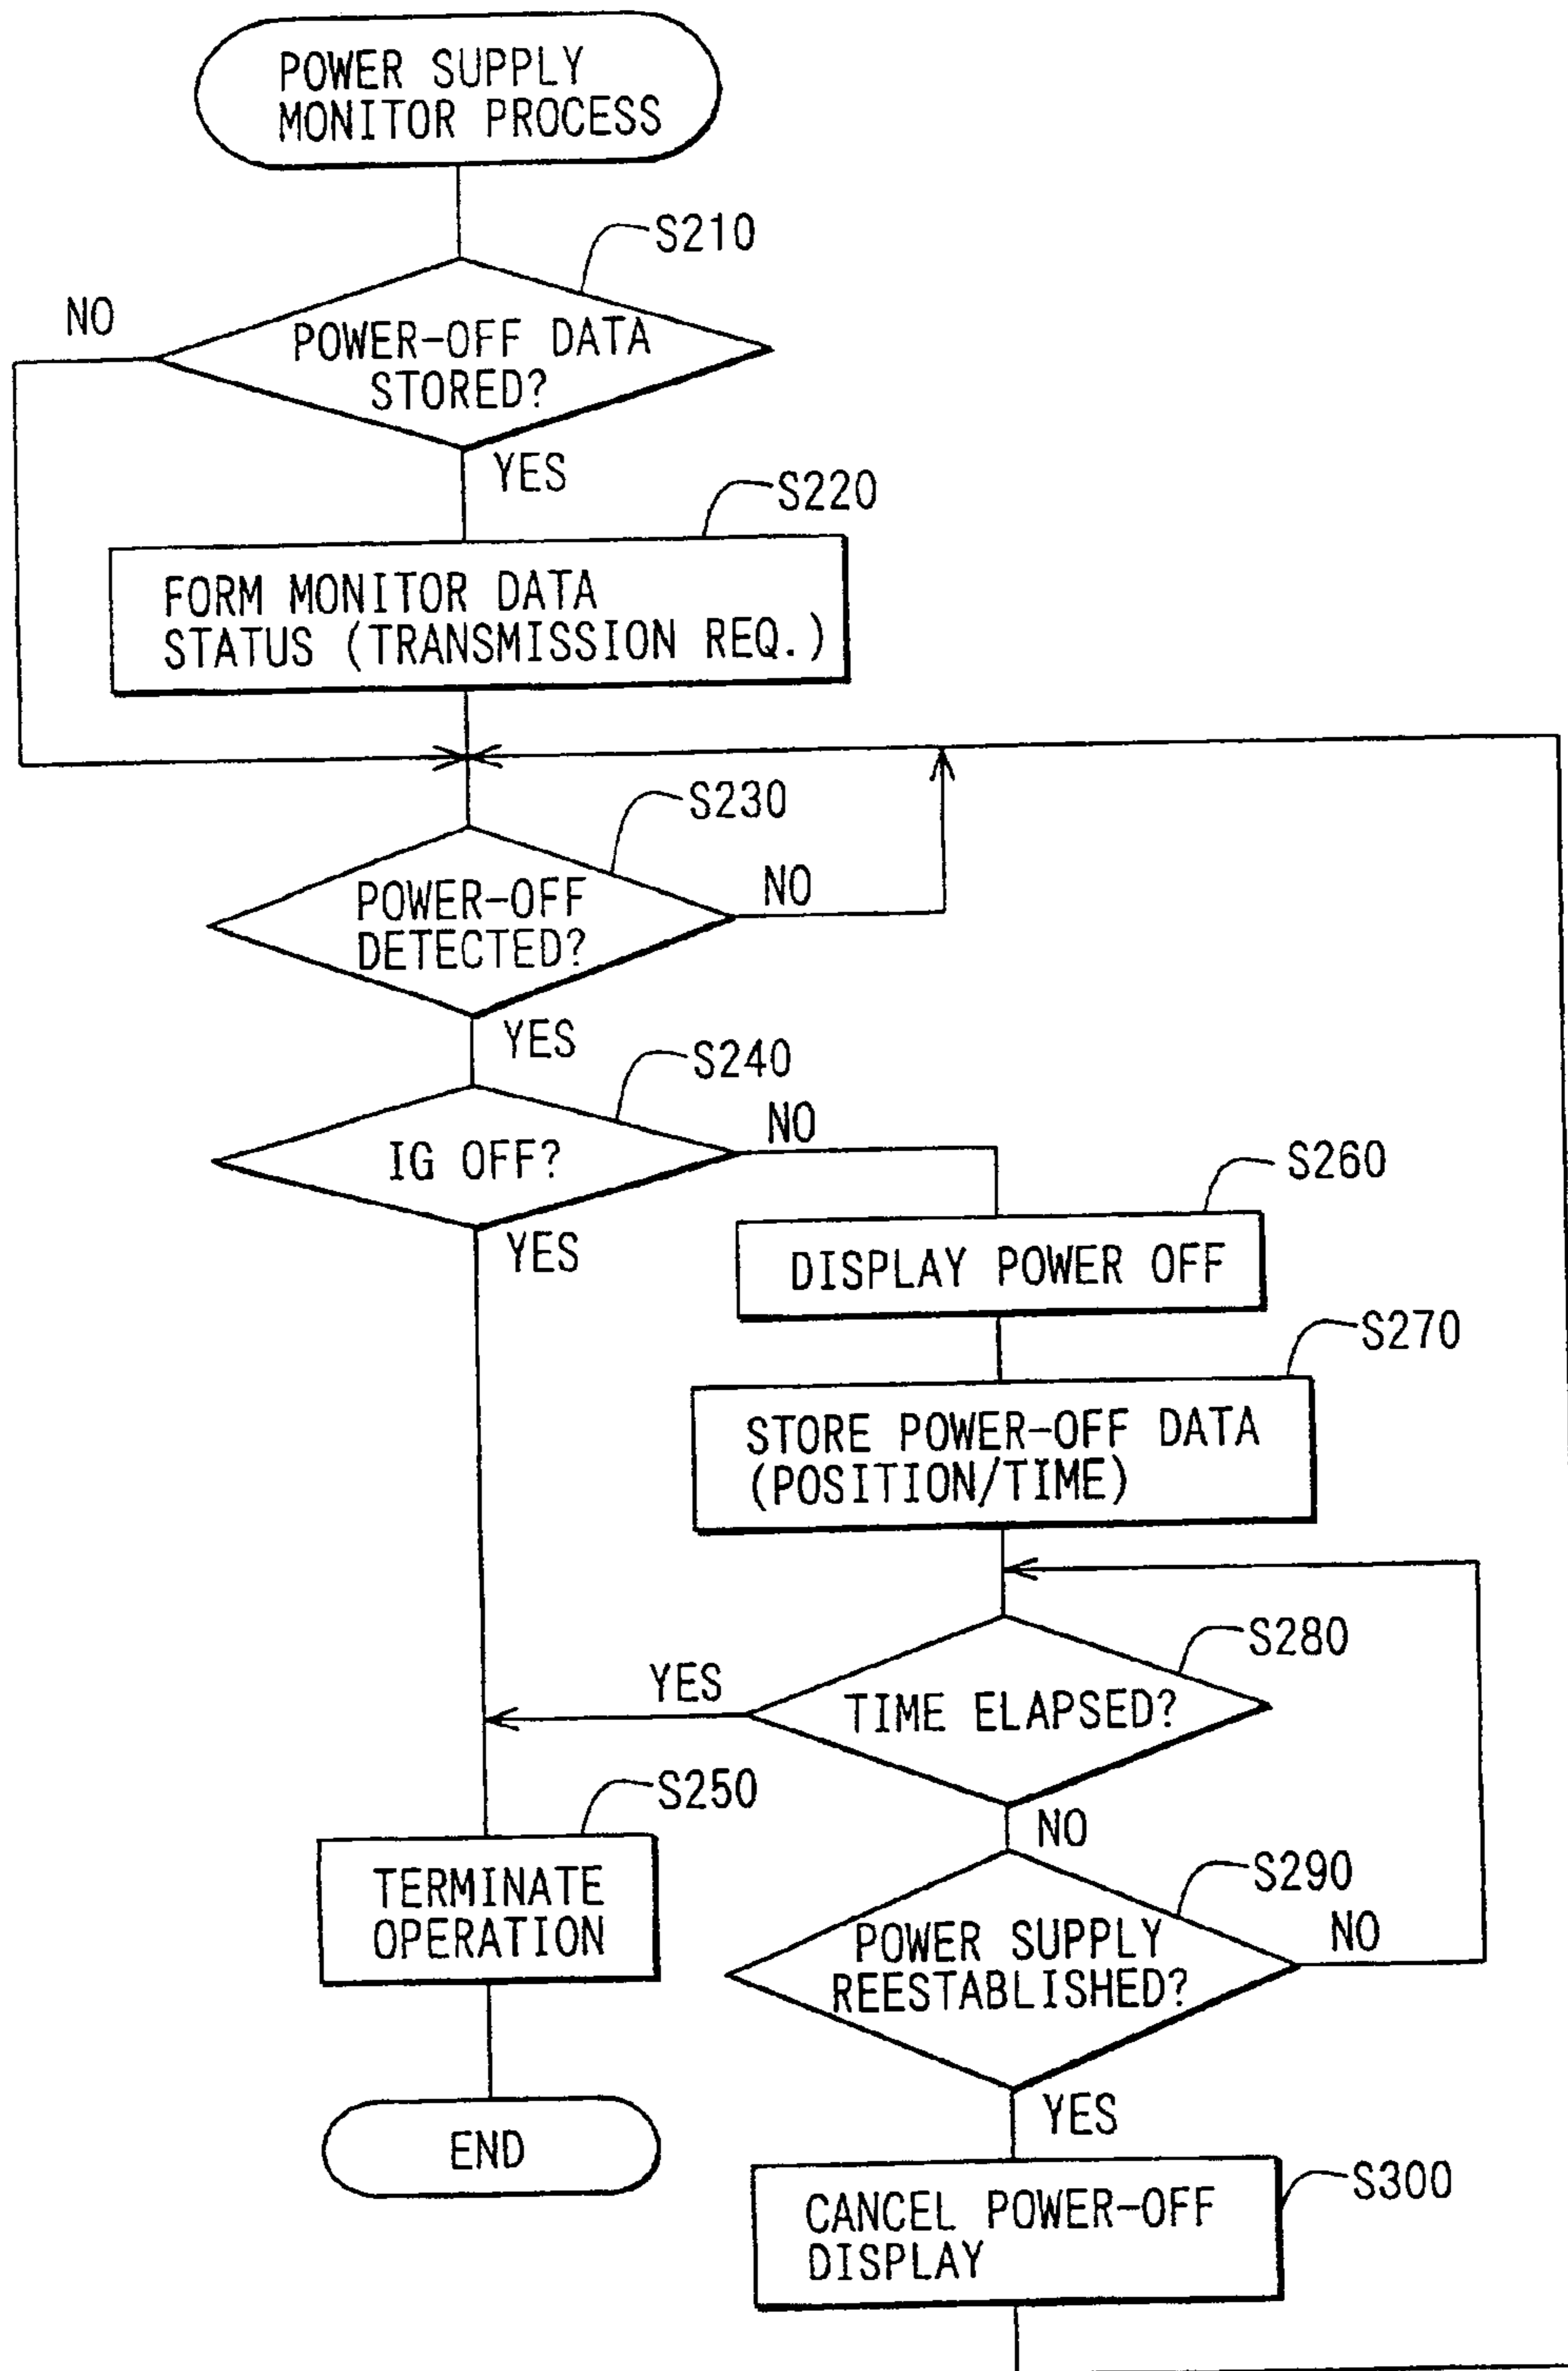 POWER SUPPLY
MONITOR PROCESS
S210
NO
POWER-OFF DATA
STORED?
YES
S220
FORM MONITOR DATA
STATUS (TRANSMISSION REQ.)
S230
POWER-OFF
DETECTED?
NO
YES
S240
IG OFF?
NO
YES
S260
DISPLAY POWER OFF
S270
STORE POWER-OFF DATA
(POSITION/TIME)
S280
YES
TIME ELAPSED?
NO
S250
TERMINATE
OPERATION
S290
POWER SUPPLY
REESTABLISHED?
NO
YES
END
S300
CANCEL POWER-OFF
DISPLAY